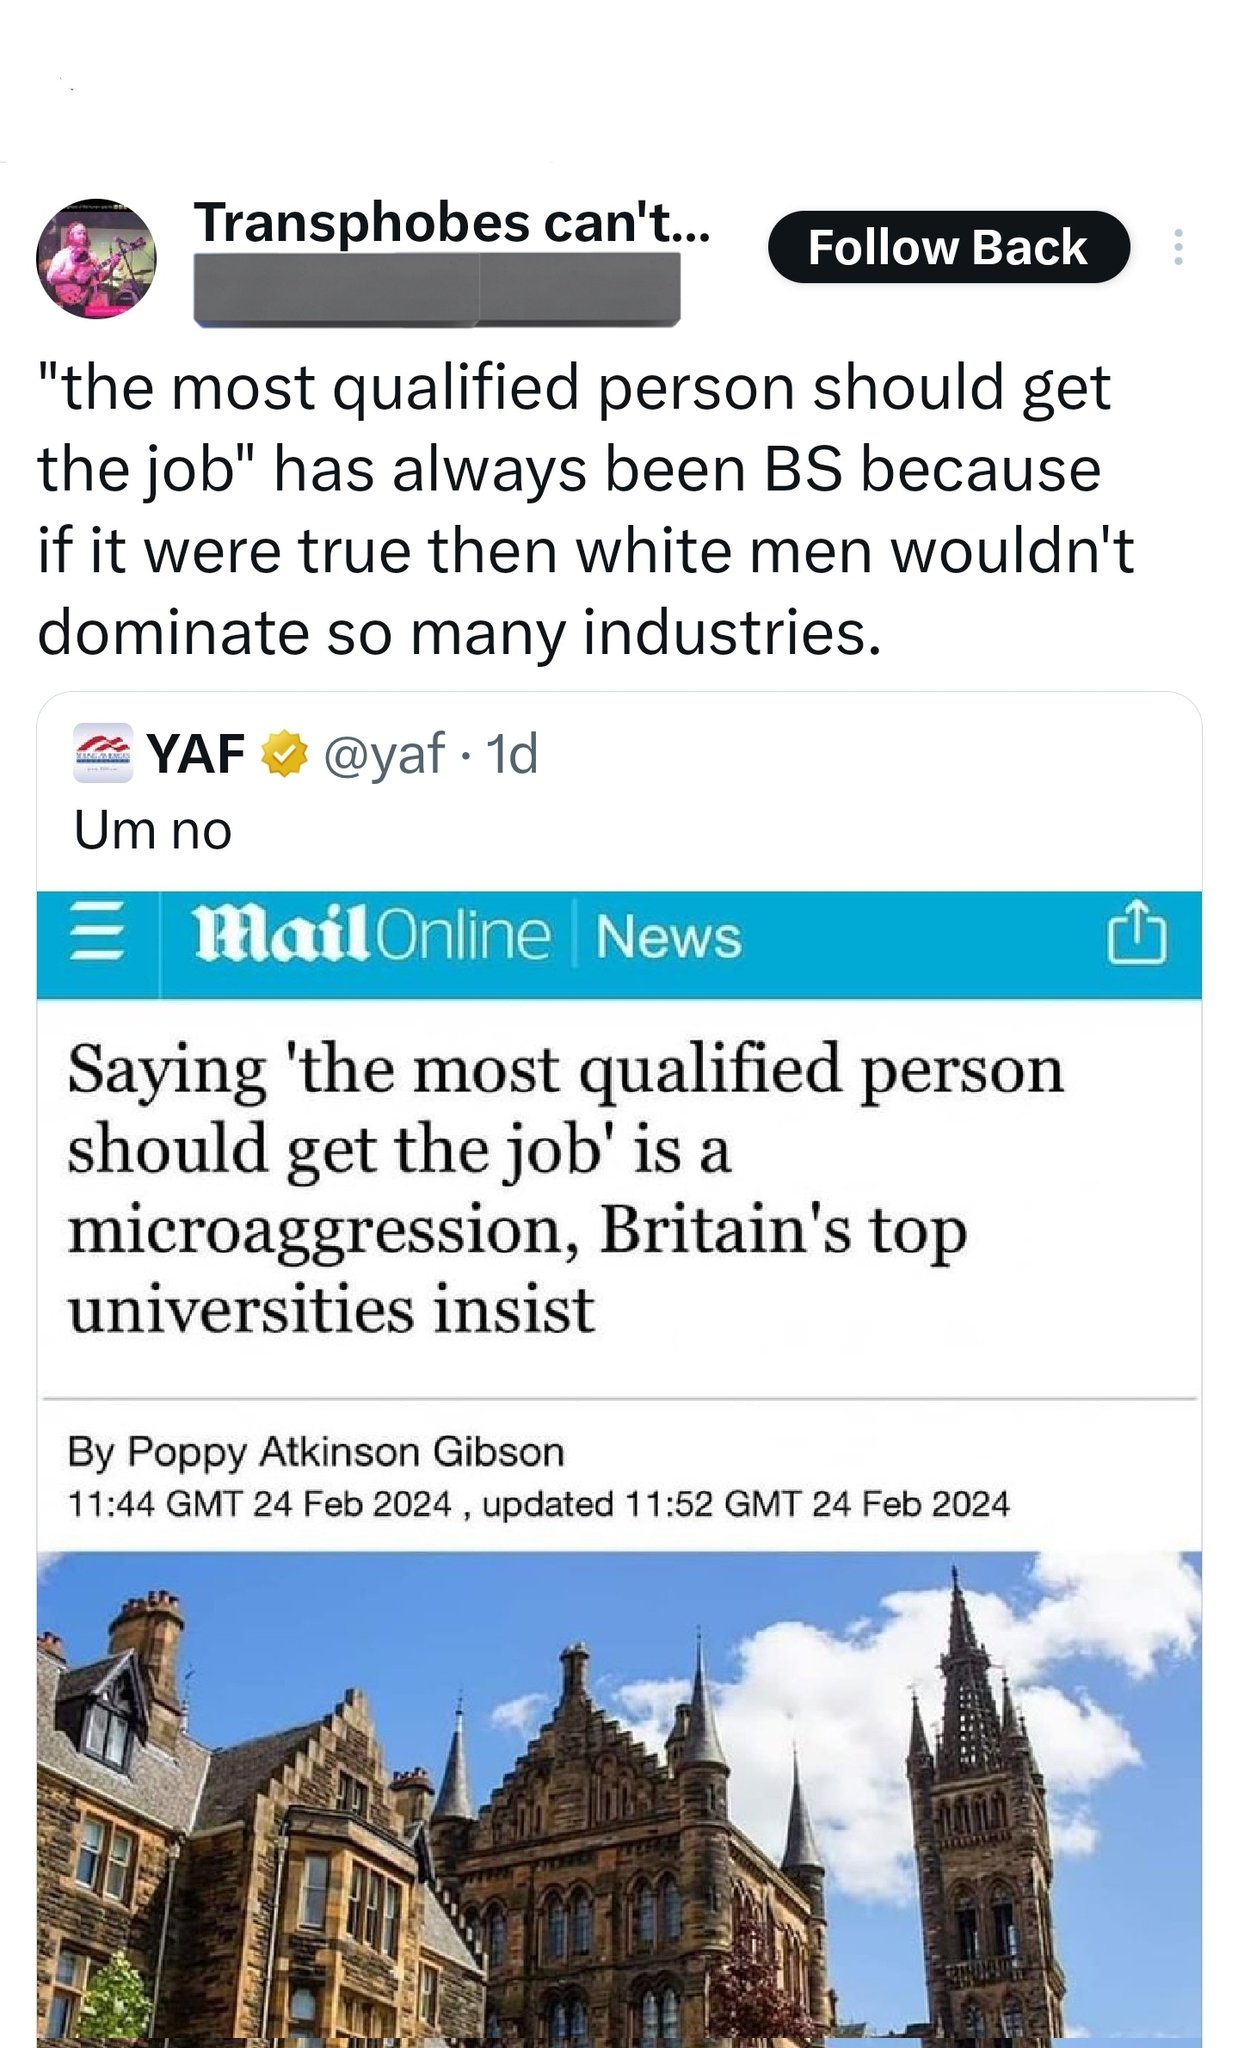 Transphobes can't...
Follow Back
"the most qualified person should get
the job" has always been BS because
if it were true then white men wouldn't
dominate so many industries.
YAF @yaf · 1d
Um no
Mail Online News
Saying 'the most qualified person
should get the job' is a
microaggression, Britain's top
universities insist
By Poppy Atkinson Gibson
11:44 GMT 24 Feb 2024 , updated 11:52 GMT 24 Feb 2024